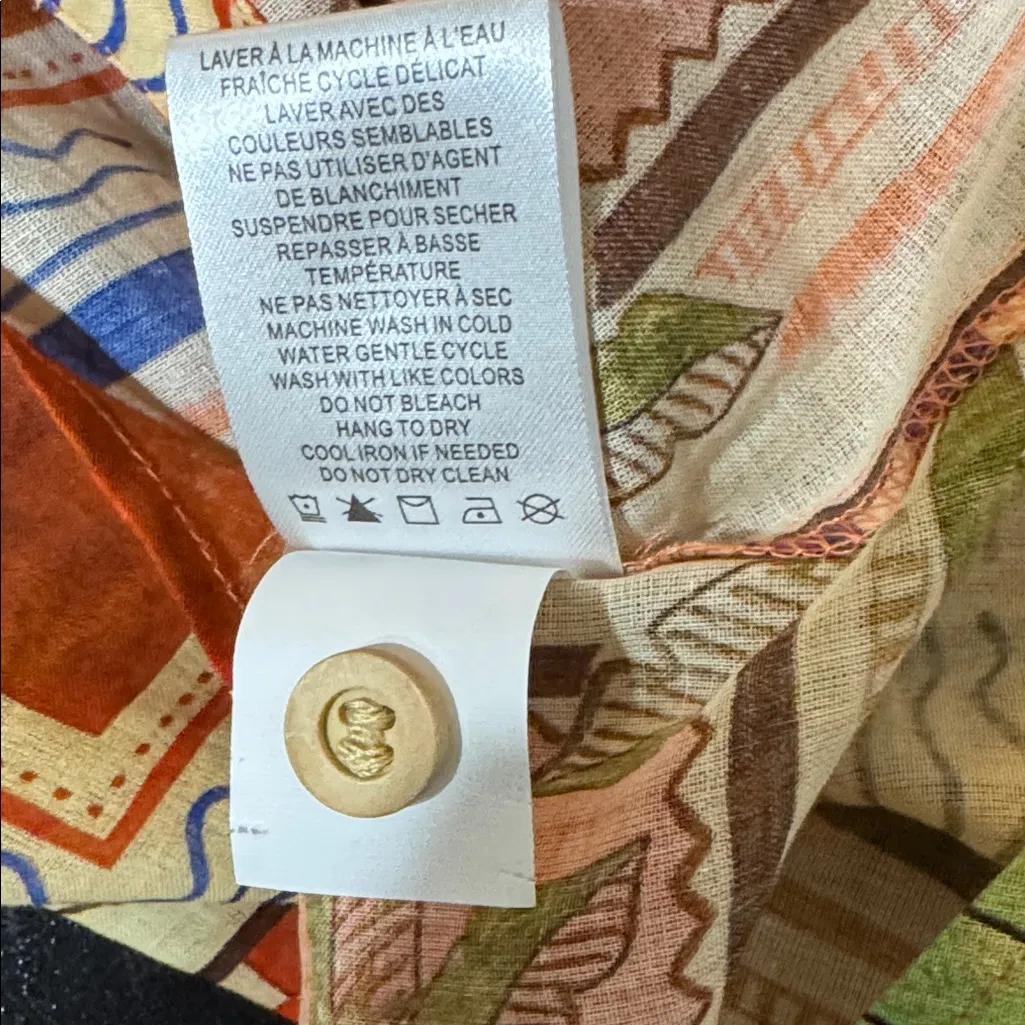 LAVER À LA MACHINE À L'EAU
FRAÎCHE CYCLE DÉLICAT
LAVER AVEC DES
COULEURS SEMBLABLES
NE PAS UTILISER D'AGENT
DE BLANCHIMENT
SUSPENDRE POUR SECHER
REPASSER À BASSE
TEMPÉRATURE
NE PAS NETTOYER À SEC
MACHINE WASH IN COLD
WATER GENTLE CYCLE
WASH WITH LIKE COLORS
DO NOT BLEACH
HANG TO DRY
COOL IRON IF NEEDED
DO NOT DRY CLEAN